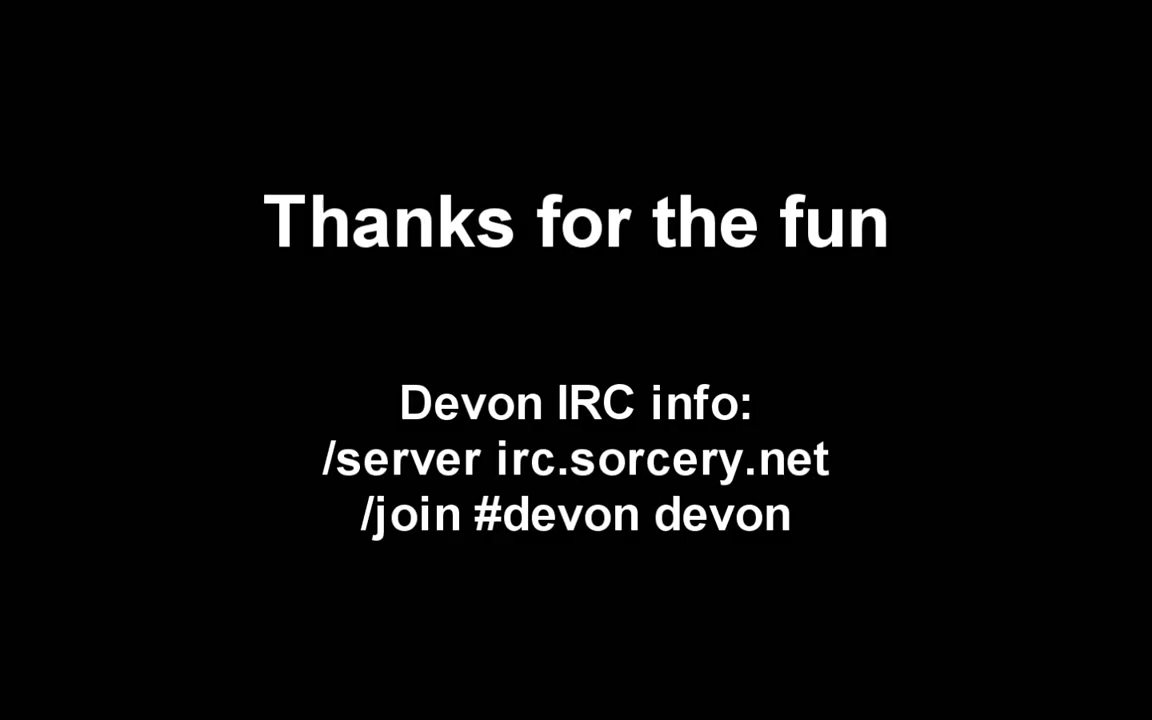 Thanks for the fun
Devon IRC info:
/server irc.sorcery.net
/join #devon devon